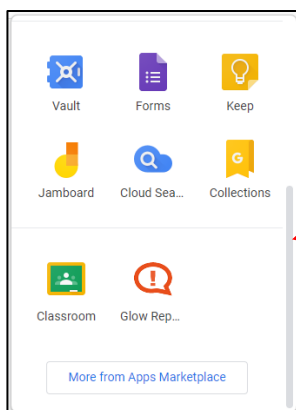 Vault Forms Keep
G
Jamboard Cloud Sea... Collections
!
Classroom Glow Rep...
More from Apps Marketplace